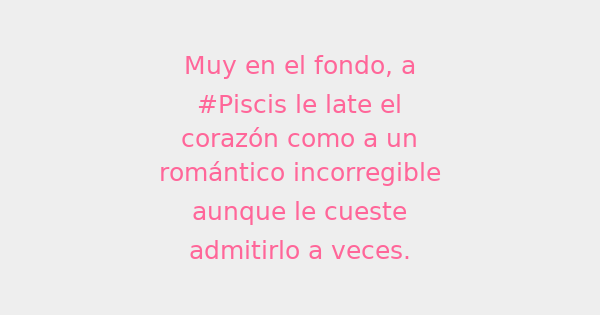 Muy en el fondo, a
#Piscis le late el
corazón como a un
romántico incorregible
aunque le cueste
admitirlo a veces.